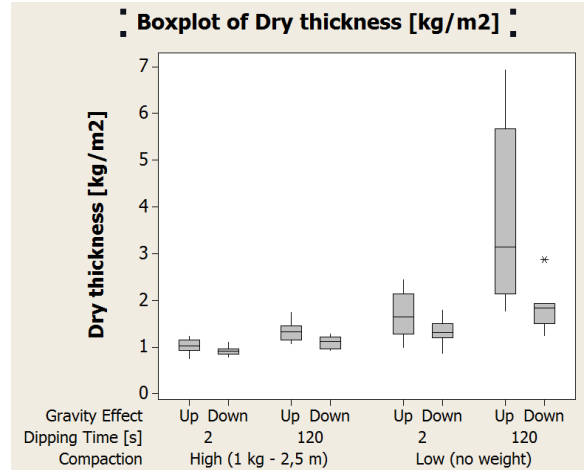 Boxplot of Dry thickness [kg/m2]
Dry thickness [kg/m2]
7
6
5
4
3
2
1
0
*
Gravity Effect Up Down Up Down Up Down Up Down
Dipping Time [s] 2 120 2 120
Compaction High (1 kg - 2,5 m) Low (no weight)